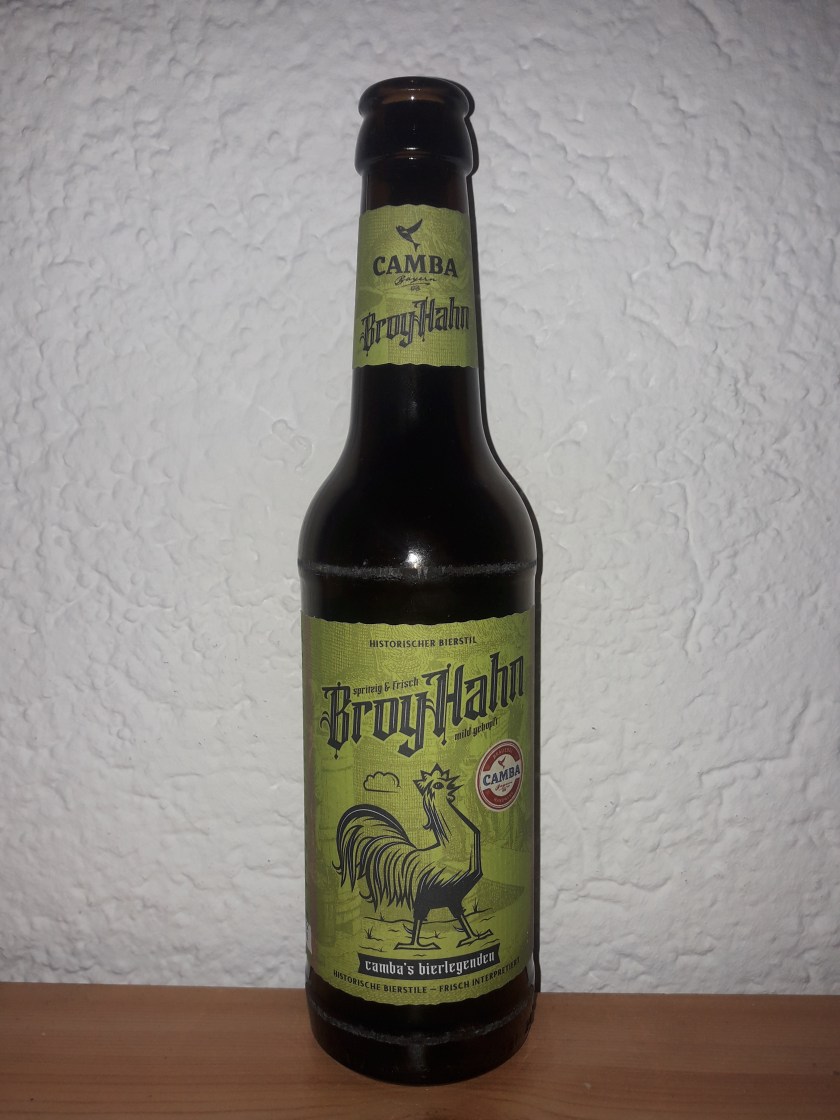 CAMBA
Bayern
BroyHahn
HISTORISCHER BIERSTIL
spritzig & frisch
BroyHahn
mild gehopft
CAMBA
camba's bierlegenden
HISTORISCHE BIERSTILE – FRISCH INTERPRETIERT